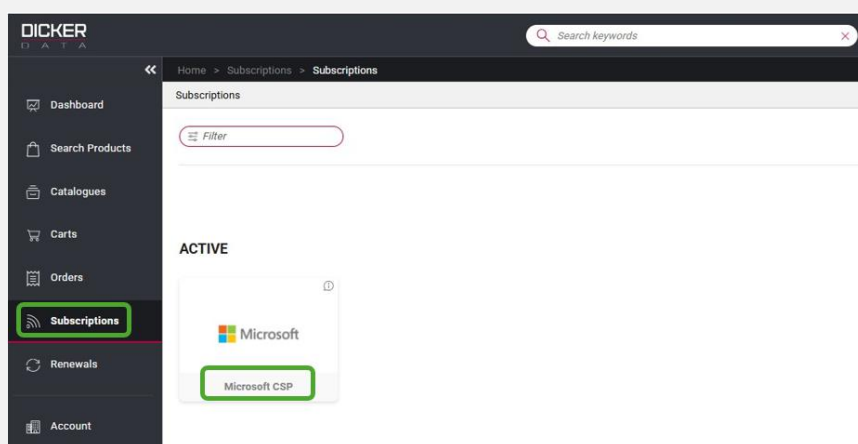 DICKER
DATA
Search keywords
Home > Subscriptions > Subscriptions
Subscriptions
Dashboard
Search Products
Catalogues
Carts
Orders
Subscriptions
Renewals
Account
Filter
ACTIVE
Microsoft
Microsoft CSP